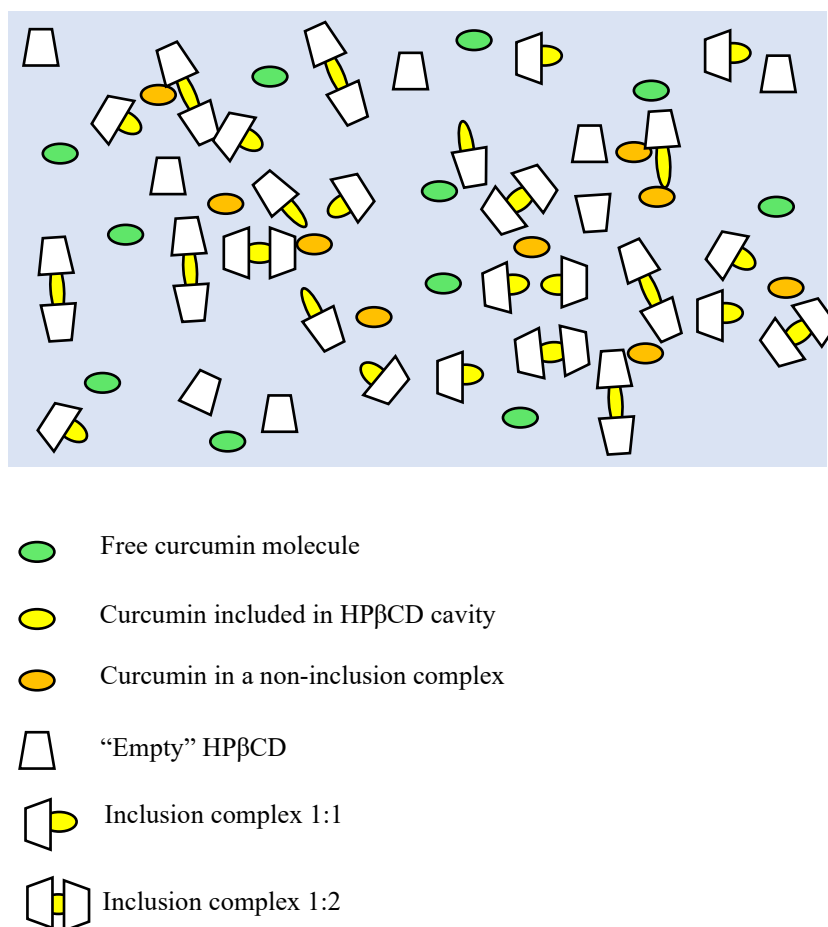 Free curcumin molecule
Curcumin included in HPβCD cavity
Curcumin in a non-inclusion complex
“Empty” HPβCD
Inclusion complex 1:1
Inclusion complex 1:2